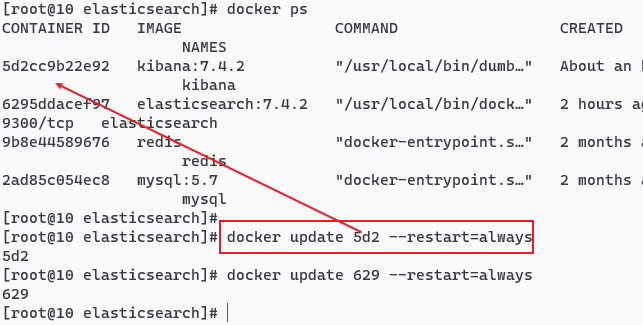 [root@10 elasticsearch]# docker ps
CONTAINER ID   IMAGE                 COMMAND                  CREATED
NAMES
5d2cc9b22e92   kibana:7.4.2          "/usr/local/bin/dumb…"   About an h
kibana
6295ddacef97   elasticsearch:7.4.2   "/usr/local/bin/dock…"   2 hours ag
9300/tcp   elasticsearch
9b8e44589676   redis                 "docker-entrypoint.s…"   2 months a
redis
2ad85c054ec8   mysql:5.7             "docker-entrypoint.s…"   2 months a
mysql
[root@10 elasticsearch]#
[root@10 elasticsearch]# docker update 5d2 --restart=always
5d2
[root@10 elasticsearch]# docker update 629 --restart=always
629
[root@10 elasticsearch]#